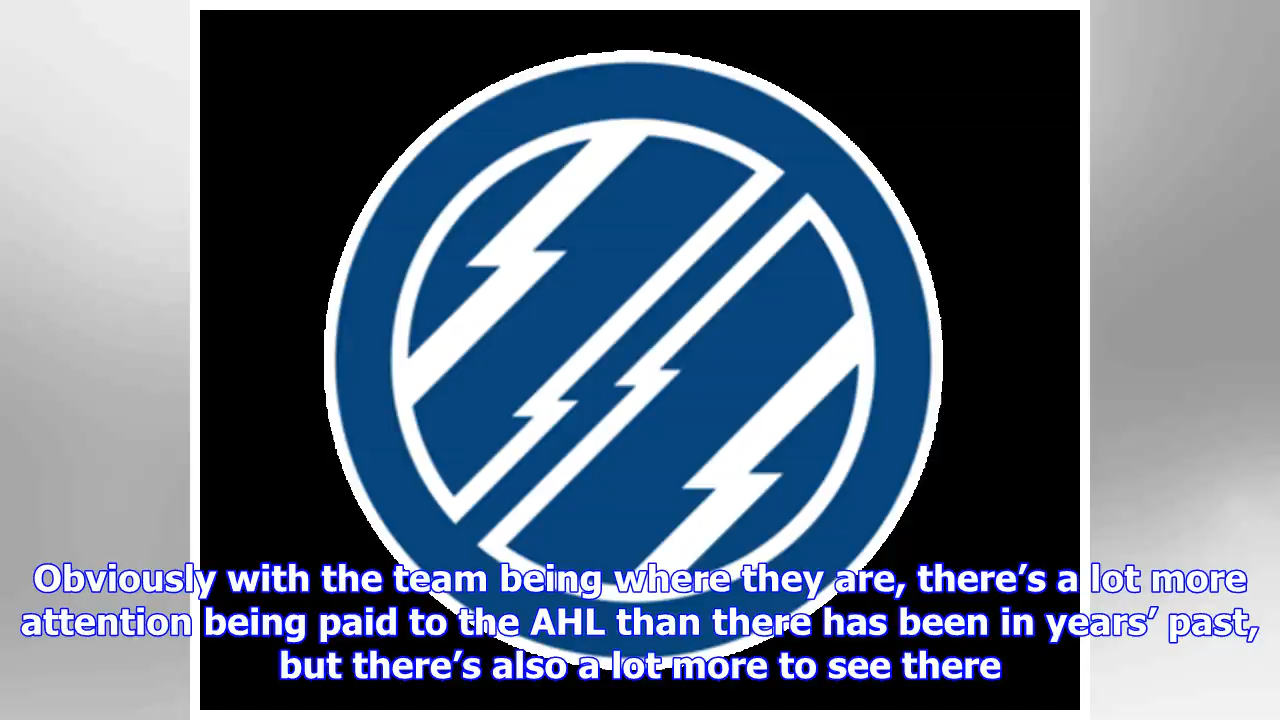 Obviously with the team being where they are, there’s a lot more
attention being paid to the AHL than there has been in years’ past,
but there’s also a lot more to see there